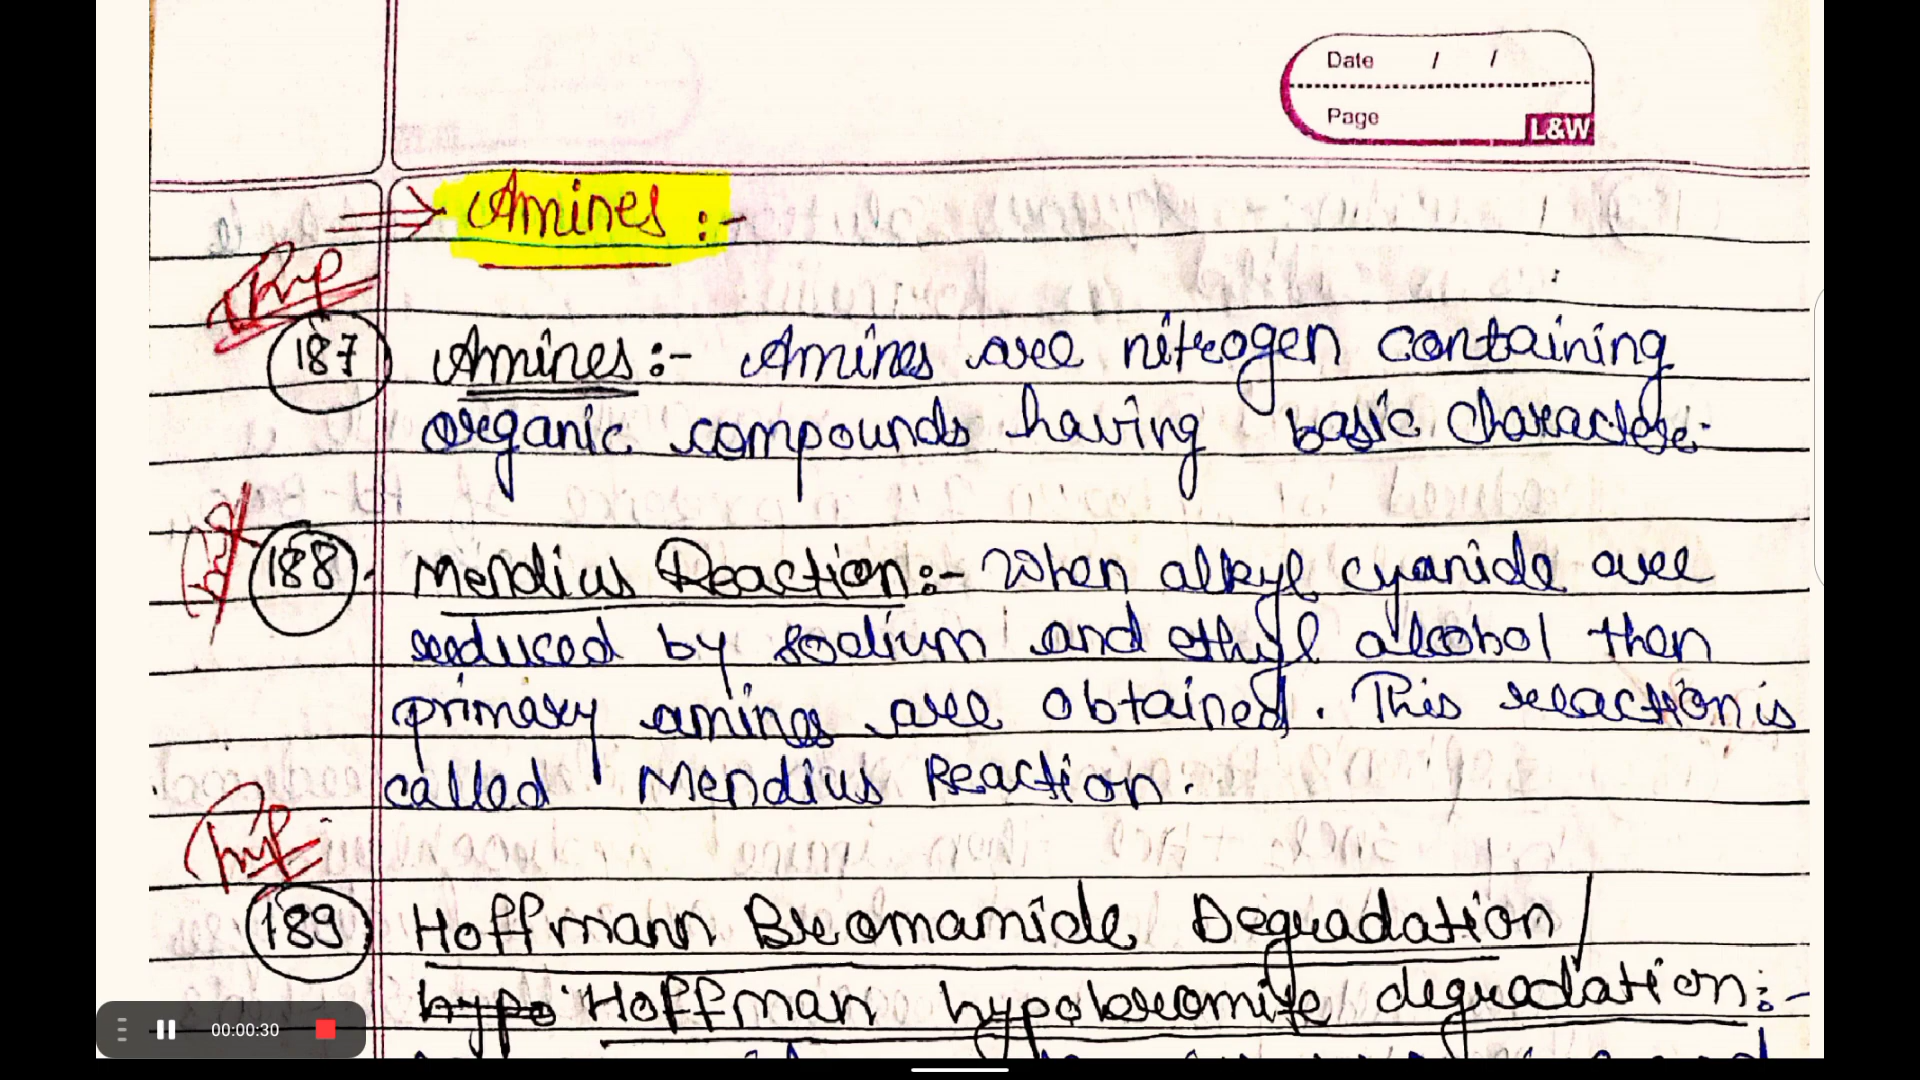 Date / /
Page
L&W
Amines :-
Imp
187 Amines :- Amines are nitrogen containing
organic compounds having basic character.
Imp
188. Mendius Reaction :- When alkyl cyanide are
reduced by sodium and ethyl alcohol then
primary amines are obtained. This reaction is
called Mendius Reaction.
Imp
189 Hoffmann Bromamide Degradation /
hypo Hoffman hypobromite degradation :-
00:00:30